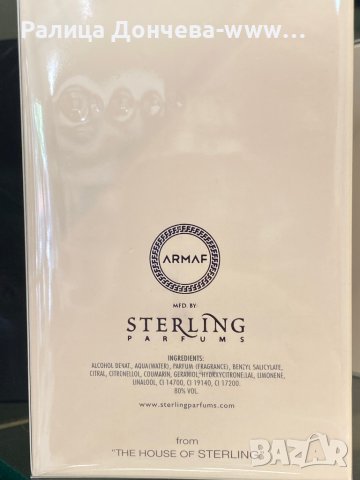 Ралица Дончева-www...
ARMAF
MFD. BY
STERLING
PARFUMS
INGREDIENTS:
ALCOHOL DENAT., AQUA(WATER), PARFUM (FRAGRANCE), BENZYL SALICYLATE,
CITRAL, CITRONELLOL, COUMARIN, GERANIOL, HYDROXYCITRONELLAL, LIMONENE,
LINALOOL, CI 14700, CI 19140, CI 17200.
80% VOL.
www.sterlingparfums.com
from
"THE HOUSE OF STERLING"
bazar